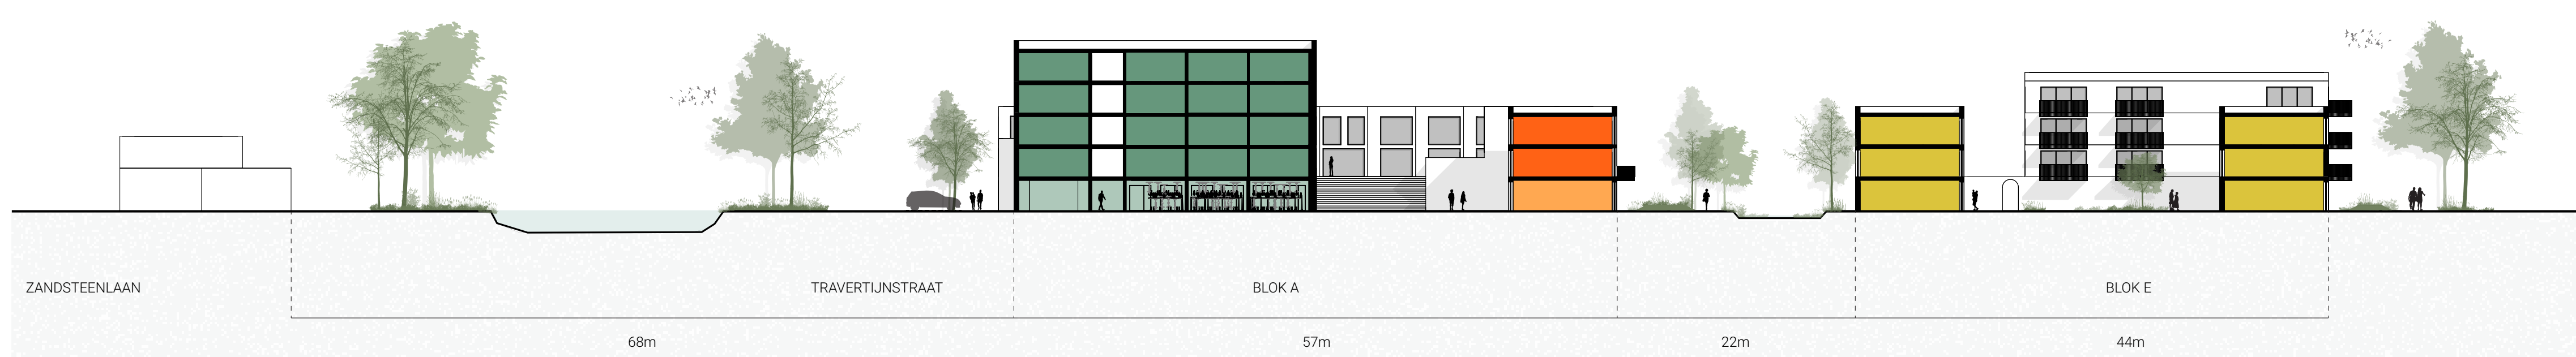 ZANDSTEENLAAN
TRAVERTIJNSTRAAT
BLOK A
BLOK E
68m
57m
22m
44m